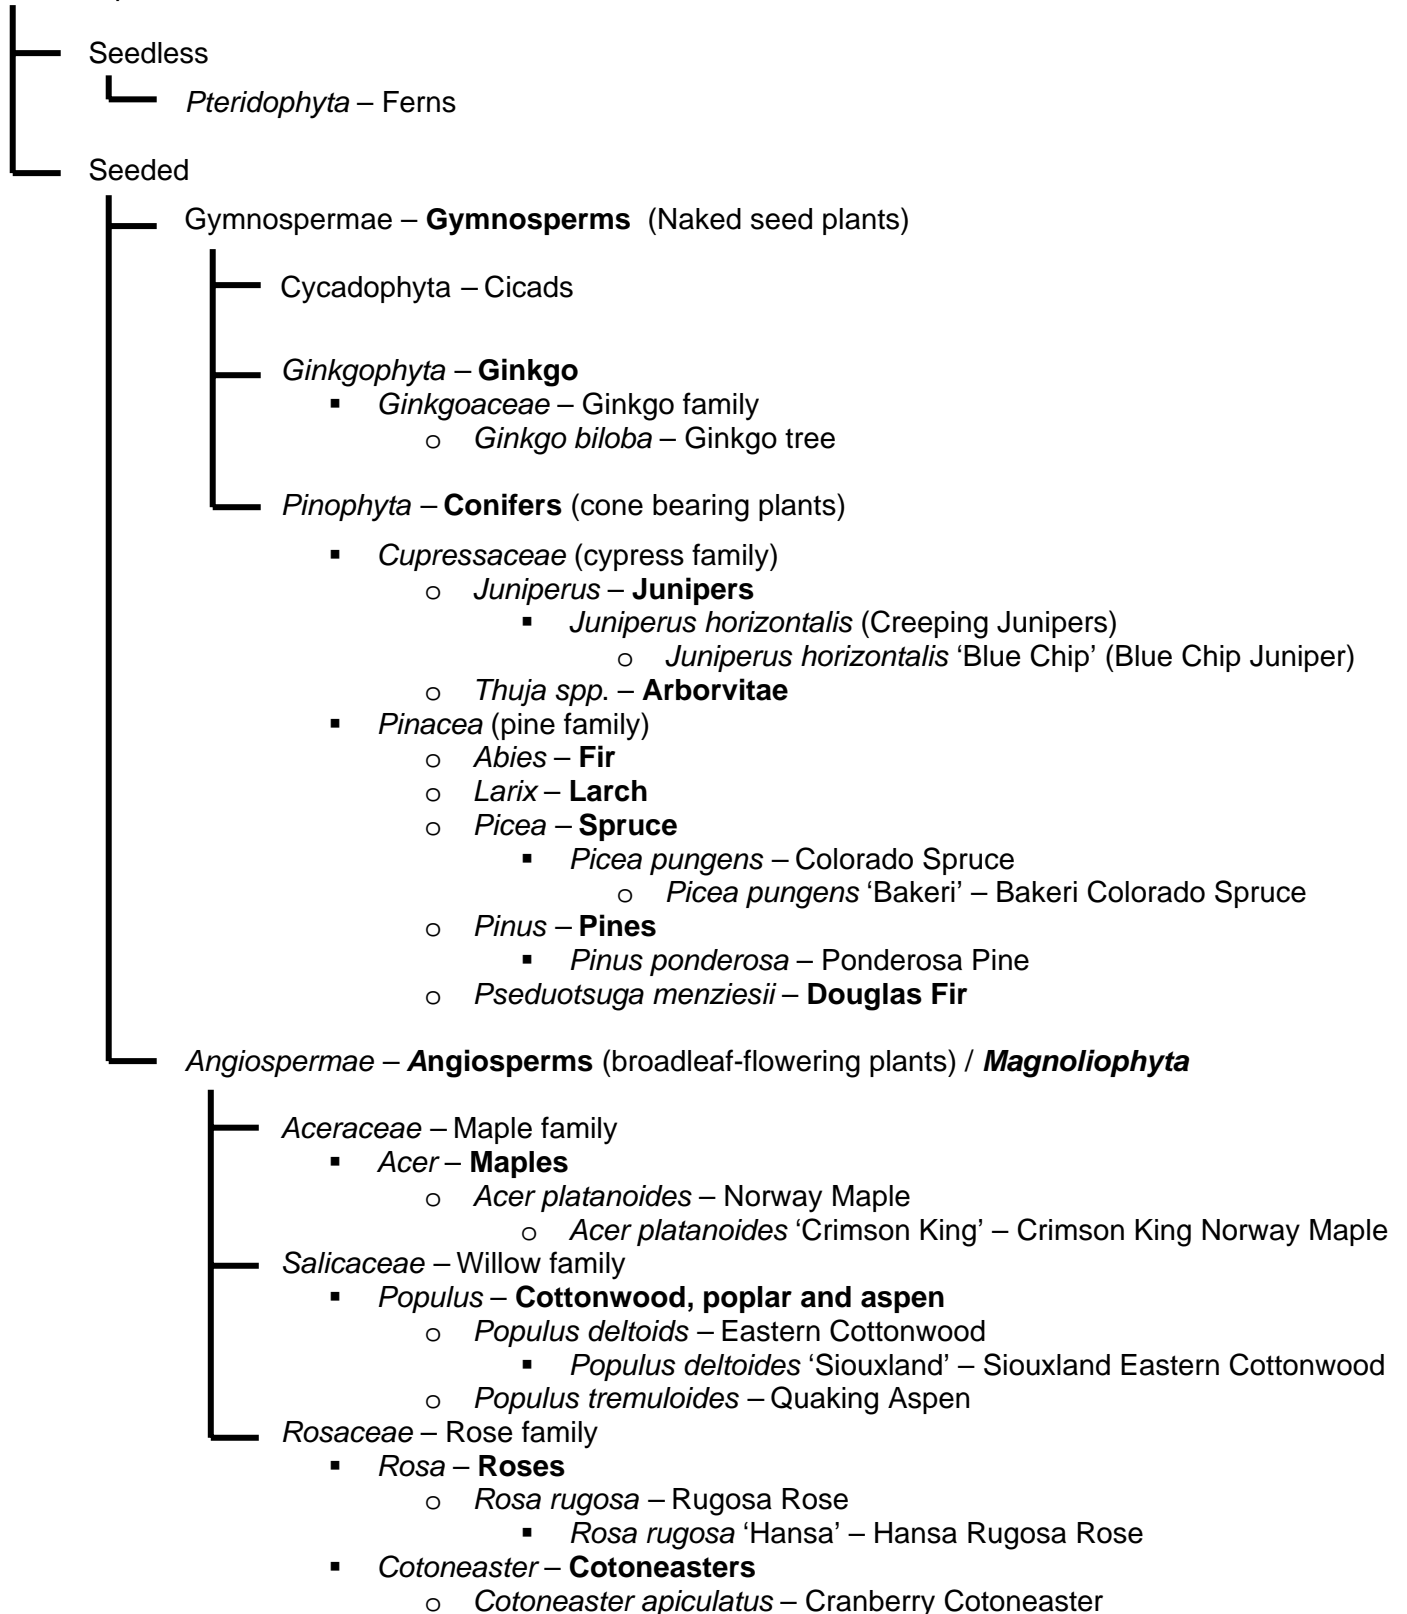 Seedless
Pteridophyta – Ferns
Seeded
Gymnospermae – Gymnosperms (Naked seed plants)
Cycadophyta – Cicads
Ginkgophyta – Ginkgo
▪ Ginkgoaceae – Ginkgo family
o Ginkgo biloba – Ginkgo tree
Pinophyta – Conifers (cone bearing plants)
▪ Cupressaceae (cypress family)
o Juniperus – Junipers
▪ Juniperus horizontalis (Creeping Junipers)
o Juniperus horizontalis ‘Blue Chip’ (Blue Chip Juniper)
o Thuja spp. – Arborvitae
▪ Pinacea (pine family)
o Abies – Fir
o Larix – Larch
o Picea – Spruce
▪ Picea pungens – Colorado Spruce
o Picea pungens ‘Bakeri’ – Bakeri Colorado Spruce
o Pinus – Pines
▪ Pinus ponderosa – Ponderosa Pine
o Pseduotsuga menziesii – Douglas Fir
Angiospermae – Angiosperms (broadleaf-flowering plants) / Magnoliophyta
Aceraceae – Maple family
▪ Acer – Maples
o Acer platanoides – Norway Maple
o Acer platanoides ‘Crimson King’ – Crimson King Norway Maple
Salicaceae – Willow family
▪ Populus – Cottonwood, poplar and aspen
o Populus deltoids – Eastern Cottonwood
▪ Populus deltoides ‘Siouxland’ – Siouxland Eastern Cottonwood
o Populus tremuloides – Quaking Aspen
Rosaceae – Rose family
▪ Rosa – Roses
o Rosa rugosa – Rugosa Rose
▪ Rosa rugosa ‘Hansa’ – Hansa Rugosa Rose
▪ Cotoneaster – Cotoneasters
o Cotoneaster apiculatus – Cranberry Cotoneaster